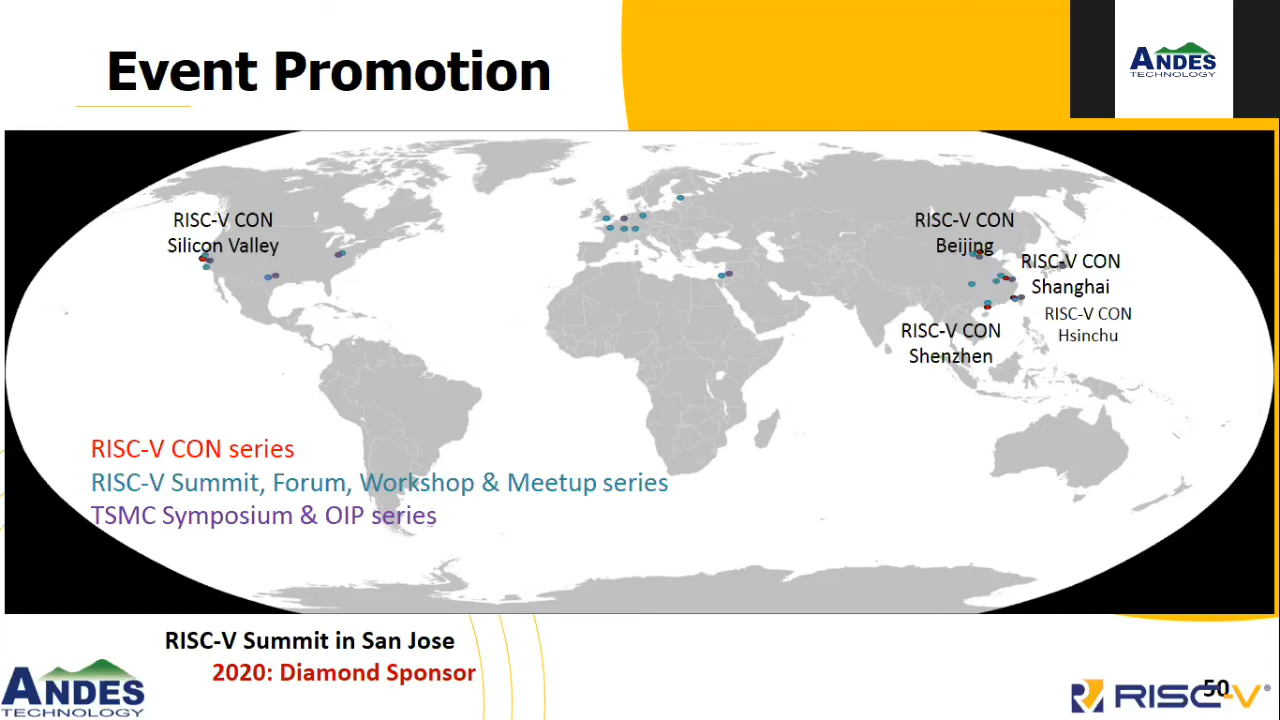 Event Promotion
ANDES
TECHNOLOGY
RISC-V CON
Silicon Valley
RISC-V CON
Beijing
RISC-V CON
Shanghai
RISC-V CON
Hsinchu
RISC-V CON
Shenzhen
RISC-V CON series
RISC-V Summit, Forum, Workshop & Meetup series
TSMC Symposium & OIP series
RISC-V Summit in San Jose
2020: Diamond Sponsor
ANDES
TECHNOLOGY
50
RISC-V®